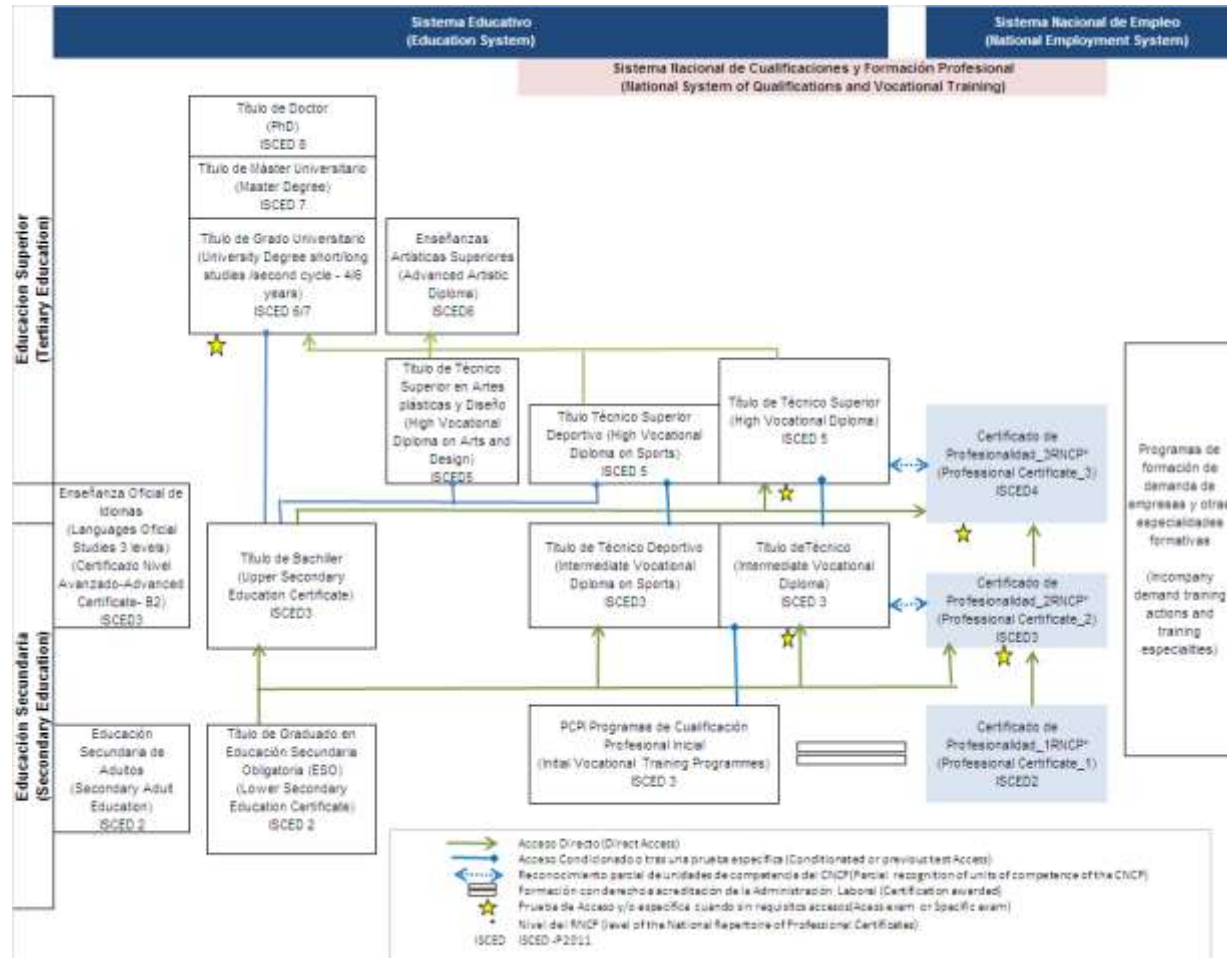 Sistema Educativo
(Education System)
Sistema Nacional de Empleo
(National Employment System)
Sistema Nacional de Cualificaciones y Formación Profesional
(National System of Qualifications and Vocational Training)
Educacion Superior
(Tertiary Education)
Título de Doctor
(PhD)
ISCED 8
Título de Máster Universitario
(Master Degree)
ISCED 7
Título de Grado Universitario
(University Degree short/long
studies /second cycle - 4/6
years)
ISCED 6/7
Enseñanzas
Artísticas Superiores
(Advanced Artistic
Diploma)
ISCED6
Título de Técnico
Superior en Artes
plásticas y Diseño
(High Vocational
Diploma on Arts and
Design)
ISCED5
Título Técnico Superior
Deportivo (High Vocational
Diploma on Sports)
ISCED 5
Título de Técnico Superior
(High Vocational Diploma)
ISCED 5
Certificado de
Profesionalidad_3RNCP*
(Professional Certificate_3)
ISCED4
Programas de
formación de
demanda de
empresas y otras
especialidades
formativas
(Incompany
demand training
actions and
training
especialties)
Educación Secundaria
(Secondary Education)
Enseñanza Oficial de
Idiomas
(Languages Oficial
Studies 3 levels)
(Certificado Nivel
Avanzado-Advanced
Certificate- B2)
ISCED3
Título de Bachiller
(Upper Secondary
Education Certificate)
ISCED3
Título de Técnico Deportivo
(Intermediate Vocational
Diploma on Sports)
ISCED3
Título deTécnico
(Intermediate Vocational
Diploma)
ISCED 3
Certificado de
Profesionalidad_2RNCP*
(Professional Certificate_2)
ISCED3
Educación
Secundaria de
Adultos
(Secondary Adult
Education)
ISCED 2
Título de Graduado en
Educación Secundaria
Obligatoria (ESO)
(Lower Secondary
Education Certificate)
ISCED 2
PCPI Programas de Cualificación
Profesional Inicial
(Initial Vocational Training Programmes)
ISCED 3
Certificado de
Profesionalidad_1RNCP*
(Professional Certificate_1)
ISCED2
Acceso Directo (Direct Access)
Acceso Condicionado o tras una prueba específica (Conditionated or previous test Access)
Reconocimiento parcial de unidades de competencia del CNCP(Parcial recognition of units of competence of the CNCP)
Formación con derecho a acreditación de la Administración Laboral (Certification awarded)
Prueba de Acceso y/o específica cuando sin requisitos accesos(Acess exam or Specific exam)
* Nivel del RNCP (level of the National Repertoire of Professional Certificates)
ISCED ISCED-P2011